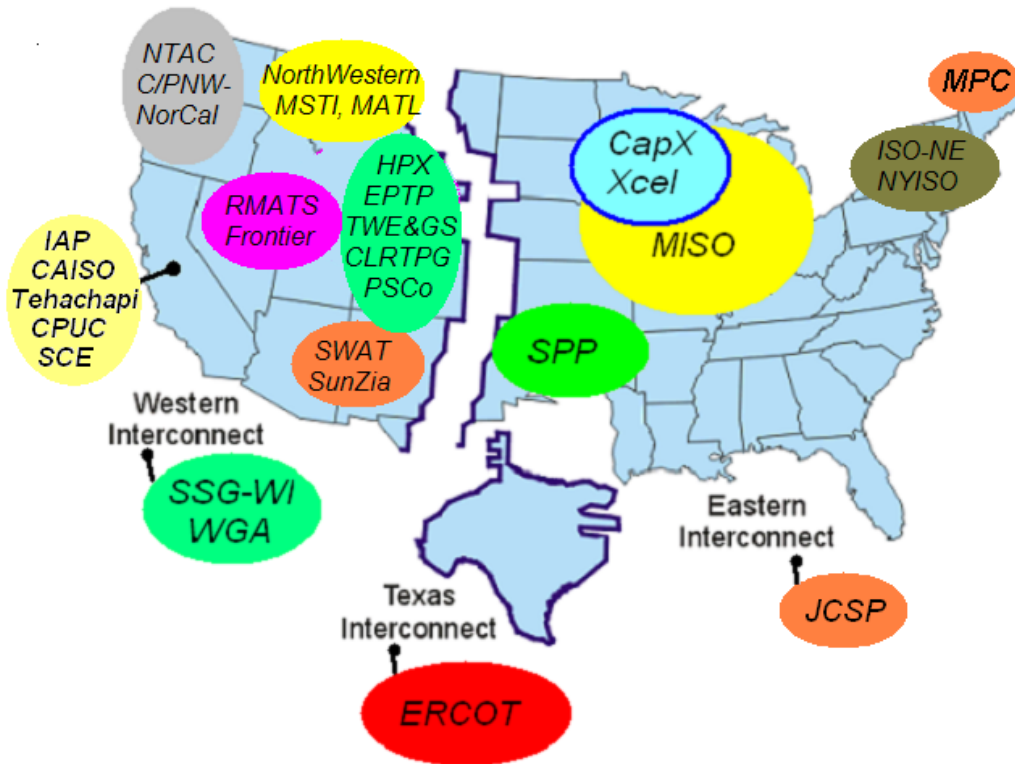 NTAC
C/PNW-
NorCal
NorthWestern
MSTI, MATL
HPX
EPTP
TWE&GS
CLRTPG
PSCo
RMATS
Frontier
IAP
CAISO
Tehachapi
CPUC
SCE
SWAT
SunZia
CapX
Xcel
MISO
SPP
MPC
ISO-NE
NYISO
Western
Interconnect
SSG-WI
WGA
Texas
Interconnect
ERCOT
Eastern
Interconnect
JCSP